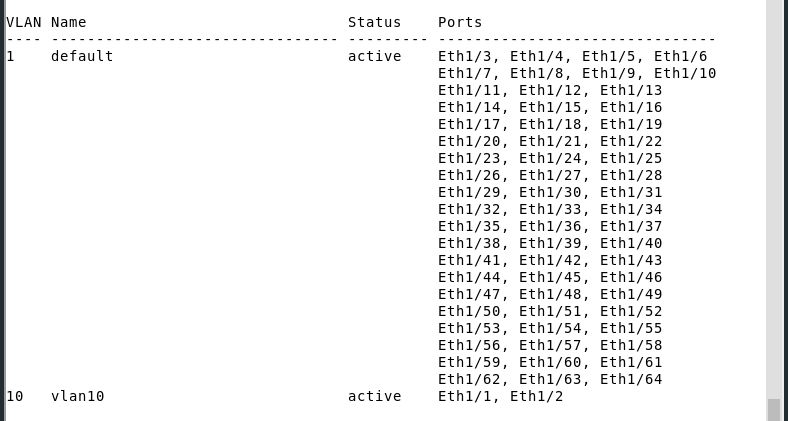 VLAN Name                             Status    Ports
---- -------------------------------- --------- -------------------------------
1    default                          active    Eth1/3, Eth1/4, Eth1/5, Eth1/6
                                                Eth1/7, Eth1/8, Eth1/9, Eth1/10
                                                Eth1/11, Eth1/12, Eth1/13
                                                Eth1/14, Eth1/15, Eth1/16
                                                Eth1/17, Eth1/18, Eth1/19
                                                Eth1/20, Eth1/21, Eth1/22
                                                Eth1/23, Eth1/24, Eth1/25
                                                Eth1/26, Eth1/27, Eth1/28
                                                Eth1/29, Eth1/30, Eth1/31
                                                Eth1/32, Eth1/33, Eth1/34
                                                Eth1/35, Eth1/36, Eth1/37
                                                Eth1/38, Eth1/39, Eth1/40
                                                Eth1/41, Eth1/42, Eth1/43
                                                Eth1/44, Eth1/45, Eth1/46
                                                Eth1/47, Eth1/48, Eth1/49
                                                Eth1/50, Eth1/51, Eth1/52
                                                Eth1/53, Eth1/54, Eth1/55
                                                Eth1/56, Eth1/57, Eth1/58
                                                Eth1/59, Eth1/60, Eth1/61
                                                Eth1/62, Eth1/63, Eth1/64
10   vlan10                           active    Eth1/1, Eth1/2